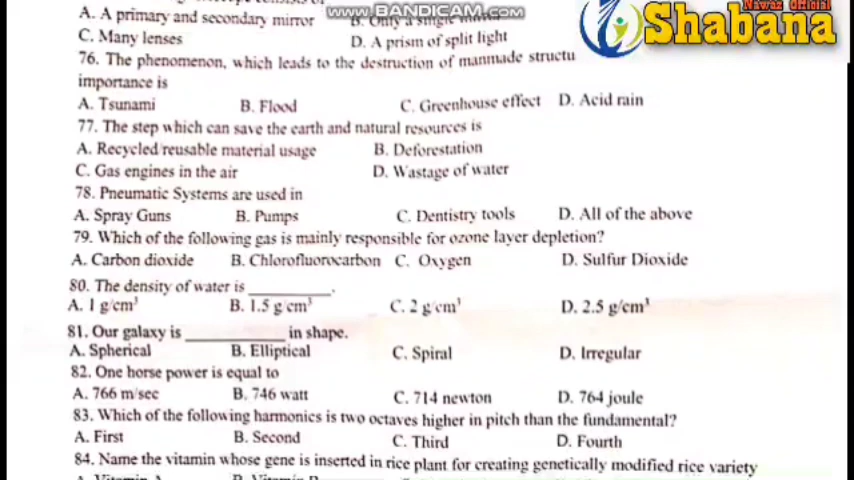 www.BANDICAM.com
Nawaz Official
Shabana
A. A primary and secondary mirror B. Only a single mirror
C. Many lenses D. A prism of split light
76. The phenomenon, which leads to the destruction of manmade structu
importance is
A. Tsunami B. Flood C. Greenhouse effect D. Acid rain
77. The step which can save the earth and natural resources is
A. Recycled/reusable material usage B. Deforestation
C. Gas engines in the air D. Wastage of water
78. Pneumatic Systems are used in
A. Spray Guns B. Pumps C. Dentistry tools D. All of the above
79. Which of the following gas is mainly responsible for ozone layer depletion?
A. Carbon dioxide B. Chlorofluorocarbon C. Oxygen D. Sulfur Dioxide
80. The density of water is ________.
A. 1 g/cm³ B. 1.5 g/cm³ C. 2 g/cm³ D. 2.5 g/cm³
81. Our galaxy is __________ in shape.
A. Spherical B. Elliptical C. Spiral D. Irregular
82. One horse power is equal to
A. 766 m/sec B. 746 watt C. 714 newton D. 764 joule
83. Which of the following harmonics is two octaves higher in pitch than the fundamental?
A. First B. Second C. Third D. Fourth
84. Name the vitamin whose gene is inserted in rice plant for creating genetically modified rice variety